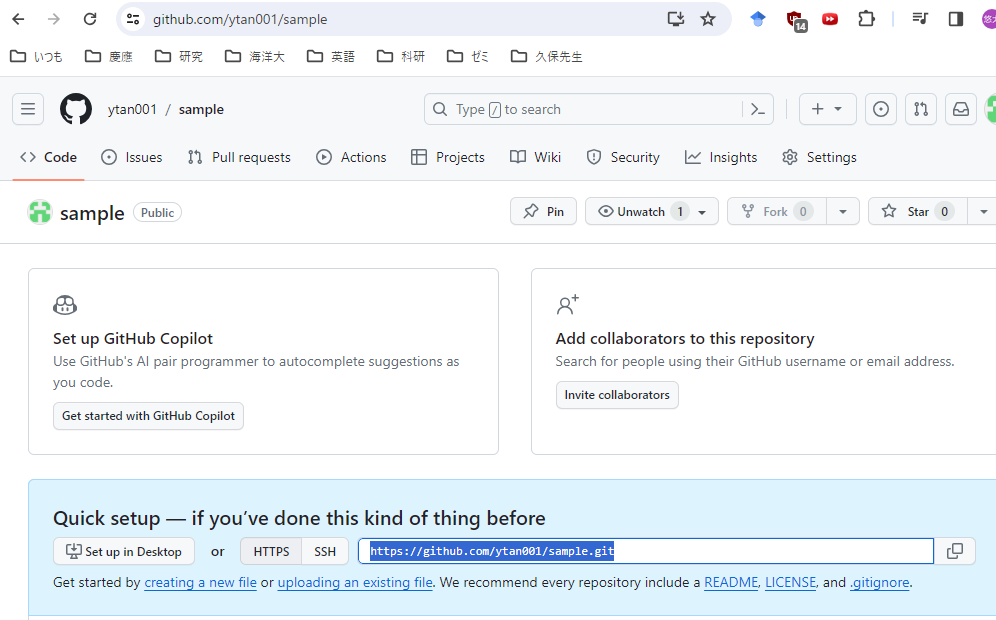 github.com/ytan001/sample
14
いつも 慶應 研究 海洋大 英語 科研 ゼミ 久保先生
ytan001 / sample
Type / to search
Code Issues Pull requests Actions Projects Wiki Security Insights Settings
sample Public
Pin Unwatch 1 Fork 0 Star 0
Set up GitHub Copilot
Use GitHub's AI pair programmer to autocomplete suggestions as
you code.
Get started with GitHub Copilot
Add collaborators to this repository
Search for people using their GitHub username or email address.
Invite collaborators
Quick setup — if you've done this kind of thing before
Set up in Desktop or HTTPS SSH https://github.com/ytan001/sample.git
Get started by creating a new file or uploading an existing file. We recommend every repository include a README, LICENSE, and .gitignore.